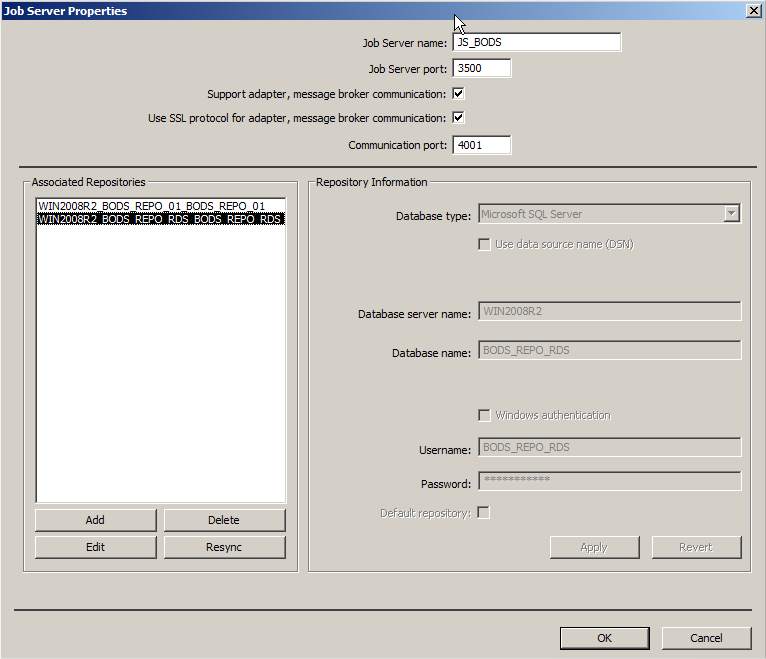 Job Server Properties
Job Server name: JS_BODS
Job Server port: 3500
Support adapter, message broker communication:
Use SSL protocol for adapter, message broker communication:
Communication port: 4001
Associated Repositories
WIN2008R2_BODS_REPO_01_BODS_REPO_01
WIN2008R2_BODS_REPO_RDS_BODS_REPO_RDS
Add Delete
Edit Resync
Repository Information
Database type: Microsoft SQL Server
Use data source name (DSN)
Database server name: WIN2008R2
Database name: BODS_REPO_RDS
Windows authentication
Username: BODS_REPO_RDS
Password: ***********
Default repository:
Apply Revert
OK Cancel